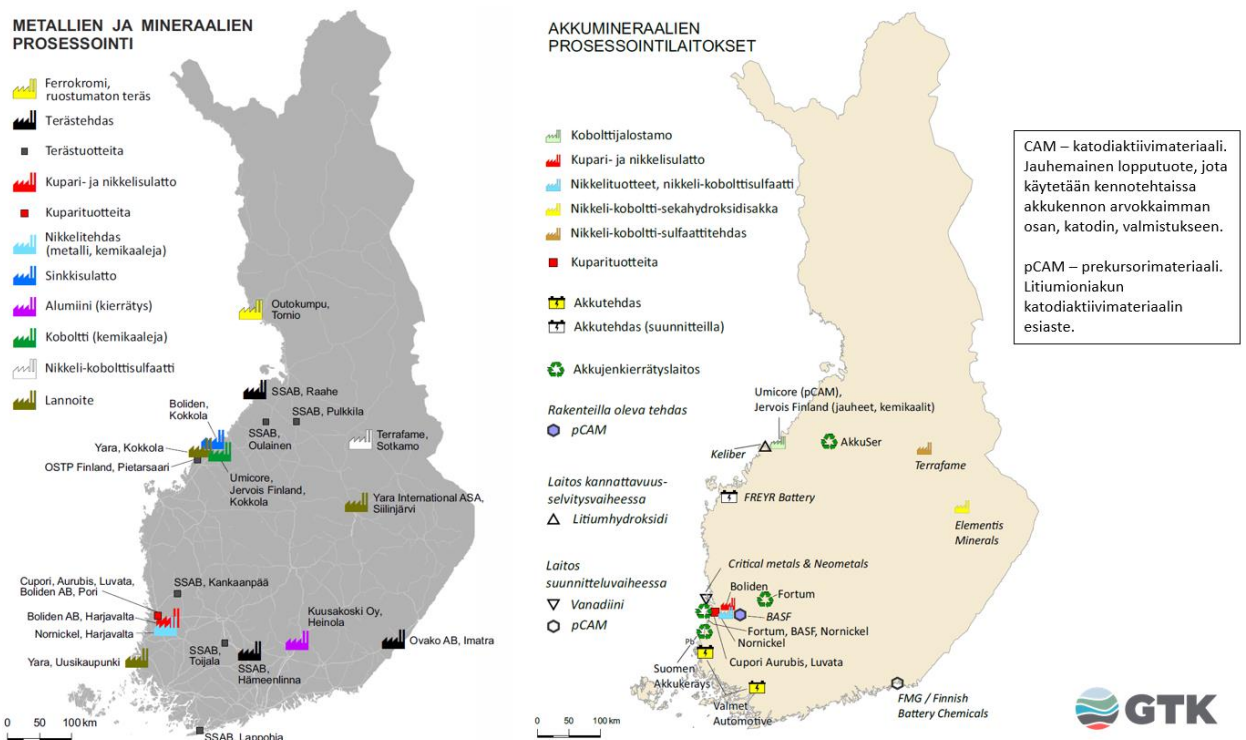 METALLIEN JA MINERAALIEN
PROSESSOINTI
Ferrokromi,
ruostumaton teräs
Terästehdas
Terästuotteita
Kupari- ja nikkelisulatto
Kuparituotteita
Nikkelitehdas
(metalli, kemikaaleja)
Sinkkisulatto
Alumiini (kierrätys)
Koboltti (kemikaaleja)
Nikkeli-kobolttisulfaatti
Lannoite
Outokumpu,
Tornio
SSAB, Raahe
SSAB, Pulkkila
SSAB,
Oulainen
Boliden,
Kokkola
Yara, Kokkola
OSTP Finland, Pietarsaari
Umicore,
Jervois Finland,
Kokkola
Terrafame,
Sotkamo
Yara International ASA,
Siilinjärvi
Cupori, Aurubis, Luvata,
Boliden AB, Pori
SSAB, Kankaanpää
Boliden AB, Harjavalta
Nornickel, Harjavalta
Kuusakoski Oy,
Heinola
Ovako AB, Imatra
Yara, Uusikaupunki
SSAB,
Toijala
SSAB,
Hämeenlinna
SSAB, Lappohja
0 50 100 km
AKKUMINERAALIEN
PROSESSOINTILAITOKSET
Kobolttijalostamo
Kupari- ja nikkelisulatto
Nikkelituotteet, nikkeli-kobolttisulfaatti
Nikkeli-koboltti-sekahydroksidisakka
Nikkeli-koboltti-sulfaattitehdas
Kuparituotteita
Akkutehdas
Akkutehdas (suunnitteilla)
Akkujenkierrätyslaitos
Rakenteilla oleva tehdas
pCAM
Laitos kannattavuus-
selvitysvaiheessa
Litiumhydroksidi
Laitos
suunnitteluvaiheessa
Vanadiini
pCAM
Umicore (pCAM),
Jervois Finland (jauheet, kemikaalit)
Keliber
AkkuSer
Terrafame
FREYR Battery
Elementis
Minerals
Critical metals & Neometals
Boliden
Fortum
BASF
Fortum, BASF, Nornickel
Nornickel
Pb
Cupori Aurubis, Luvata
Suomen
Akkukeräys
Valmet
Automotive
FMG / Finnish
Battery Chemicals
0 50 100 km
CAM – katodiaktiivimateriaali.
Jauhemainen lopputuote, jota
käytetään kennotehtaissa
akkukennon arvokkaimman
osan, katodin, valmistukseen.
pCAM – prekursorimateriaali.
Litiumioniakun
katodiaktiivimateriaalin
esiaste.
GTK